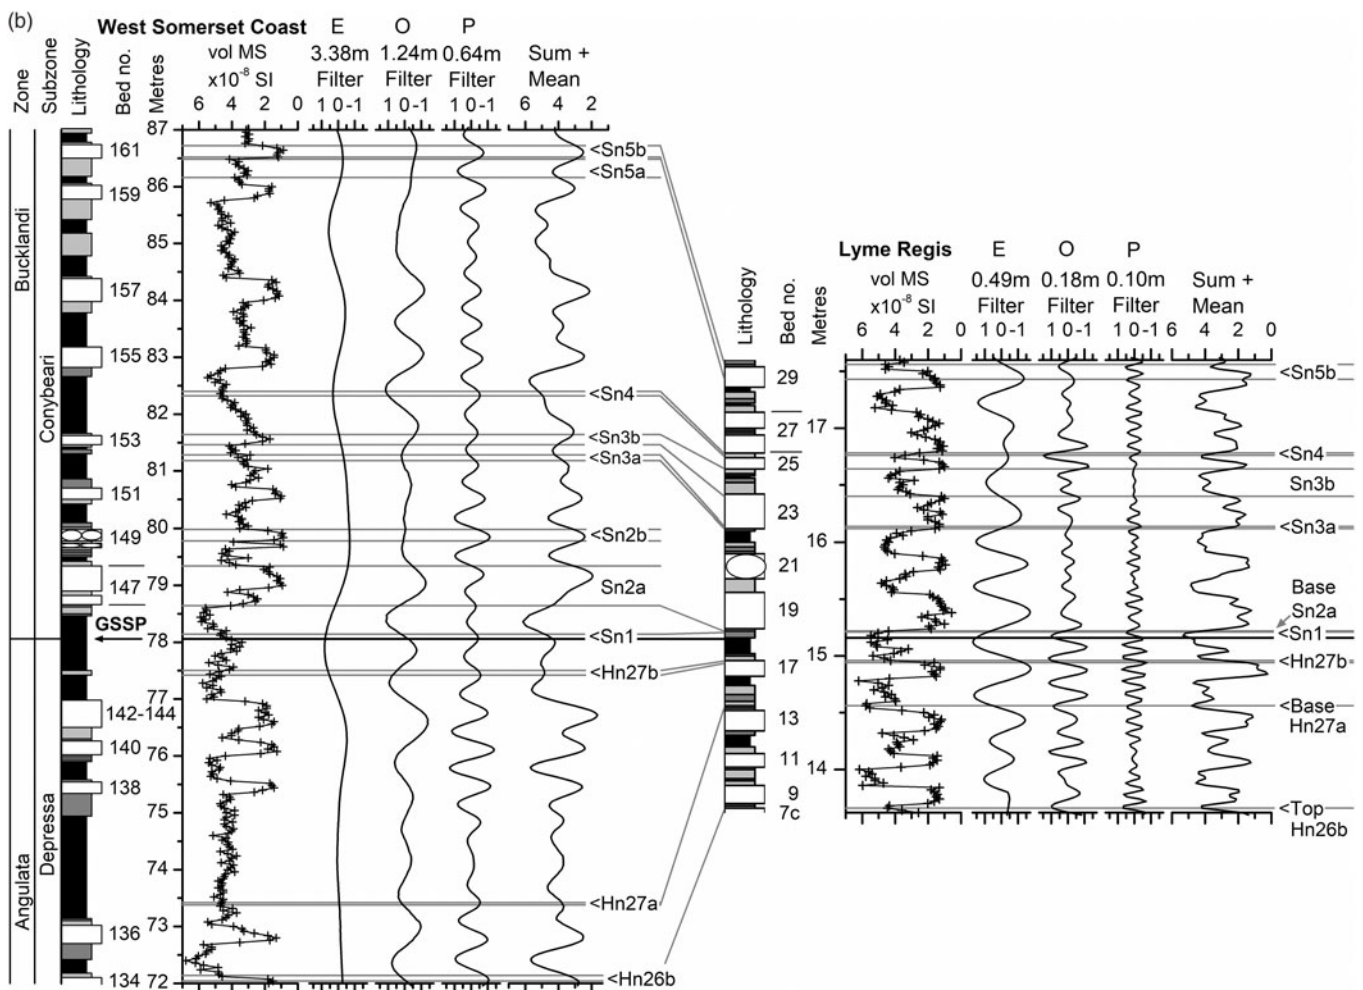 (b)
West Somerset Coast E O P
vol MS 3.38m 1.24m 0.64m Sum +
x10⁻⁸ SI Filter Filter Filter Mean
Zone Subzone Lithology Bed no. Metres
6 4 2 0 1 0 -1 1 0 -1 1 0 -1 6 4 2
Bucklandi
Angulata
Conybeari
Depressa
161
159
157
155
153
151
149
147
GSSP
142-144
140
138
136
134
87
86
85
84
83
82
81
80
79
78
77
76
75
74
73
72
<Sn5b
<Sn5a
<Sn4
<Sn3b
<Sn3a
<Sn2b
Sn2a
<Sn1
<Hn27b
<Hn27a
<Hn26b
Lyme Regis E O P
vol MS 0.49m 0.18m 0.10m Sum +
x10⁻⁸ SI Filter Filter Filter Mean
Lithology Bed no. Metres
6 4 2 0 1 0 -1 1 0 -1 1 0 -1 6 4 2 0
29
27
25
23
21
19
17
13
11
9
7c
17
16
15
14
<Sn5b
<Sn4
Sn3b
<Sn3a
Base
Sn2a
<Sn1
<Hn27b
<Base
Hn27a
<Top
Hn26b